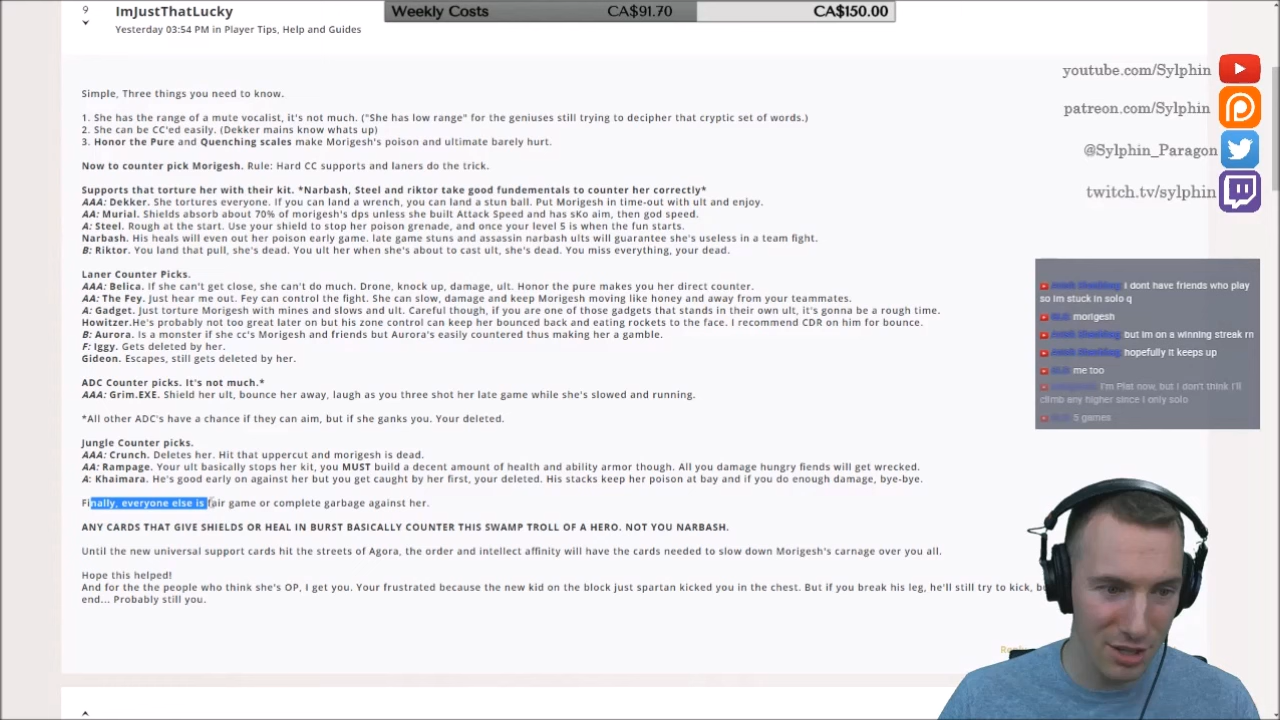 9
ImJustThatLucky
Weekly Costs CA$91.70 CA$150.00
Yesterday 03:54 PM in Player Tips, Help and Guides
Simple, Three things you need to know.
1. She has the range of a mute vocalist, it's not much. ("She has low range" for the geniuses still trying to decipher that cryptic set of words.)
2. She can be CC'ed easily. (Dekker mains know whats up)
3. Honor the Pure and Quenching scales make Morigesh's poison and ultimate barely hurt.
Now to counter pick Morigesh. Rule: Hard CC supports and laners do the trick.
Supports that torture her with their kit. *Narbash, Steel and riktor take good fundementals to counter her correctly*
AAA: Dekker. She tortures everyone. If you can land a wrench, you can land a stun ball. Put Morigesh in time-out with ult and enjoy.
AA: Murial. Shields absorb about 70% of morigesh's dps unless she built Attack Speed and has sKo aim, then god speed.
A: Steel. Rough at the start. Use your shield to stop her poison grenade, and once your level 5 is when the fun starts.
Narbash. His heals will even out her poison early game. late game stuns and assassin narbash ults will guarantee she's useless in a team fight.
B: Riktor. You land that pull, she's dead. You ult her when she's about to cast ult, she's dead. You miss everything, your dead.
Laner Counter Picks.
AAA: Belica. If she can't get close, she can't do much. Drone, knock up, damage, ult. Honor the pure makes you her direct counter.
AA: The Fey. Just hear me out. Fey can control the fight. She can slow, damage and keep Morigesh moving like honey and away from your teammates.
A: Gadget. Just torture Morigesh with mines and slows and ult. Careful though, if you are one of those gadgets that stands in their own ult, it's gonna be a rough time.
Howitzer.He's probably not too great later on but his zone control can keep her bounced back and eating rockets to the face. I recommend CDR on him for bounce.
B: Aurora. Is a monster if she cc's Morigesh and friends but Aurora's easily countered thus making her a gamble.
F: Iggy. Gets deleted by her.
Gideon. Escapes, still gets deleted by her.
ADC Counter picks. It's not much.*
AAA: Grim.EXE. Shield her ult, bounce her away, laugh as you three shot her late game while she's slowed and running.
*All other ADC's have a chance if they can aim, but if she ganks you. Your deleted.
Jungle Counter picks.
AAA: Crunch. Deletes her. Hit that uppercut and morigesh is dead.
AA: Rampage. Your ult basically stops her kit, you MUST build a decent amount of health and ability armor though. All you damage hungry fiends will get wrecked.
A: Khaimara. He's good early on against her but you get caught by her first, your deleted. His stacks keep her poison at bay and if you do enough damage, bye-bye.
Finally, everyone else is fair game or complete garbage against her.
ANY CARDS THAT GIVE SHIELDS OR HEAL IN BURST BASICALLY COUNTER THIS SWAMP TROLL OF A HERO. NOT YOU NARBASH.
Until the new universal support cards hit the streets of Agora, the order and intellect affinity will have the cards needed to slow down Morigesh's carnage over you all.
Hope this helped!
And for the the people who think she's OP, I get you. Your frustrated because the new kid on the block just spartan kicked you in the chest. But if you break his leg, he'll still try to kick,
end... Probably still you.
youtube.com/Sylphin
patreon.com/Sylphin
@Sylphin_Paragon
twitch.tv/sylphin
i dont have friends who play
so im stuck in solo q
morigesh
but im on a winning streak rn
hopefully it keeps up
me too
I'm Plat now, but I don't think I'll
climb any higher since I only solo
5 games